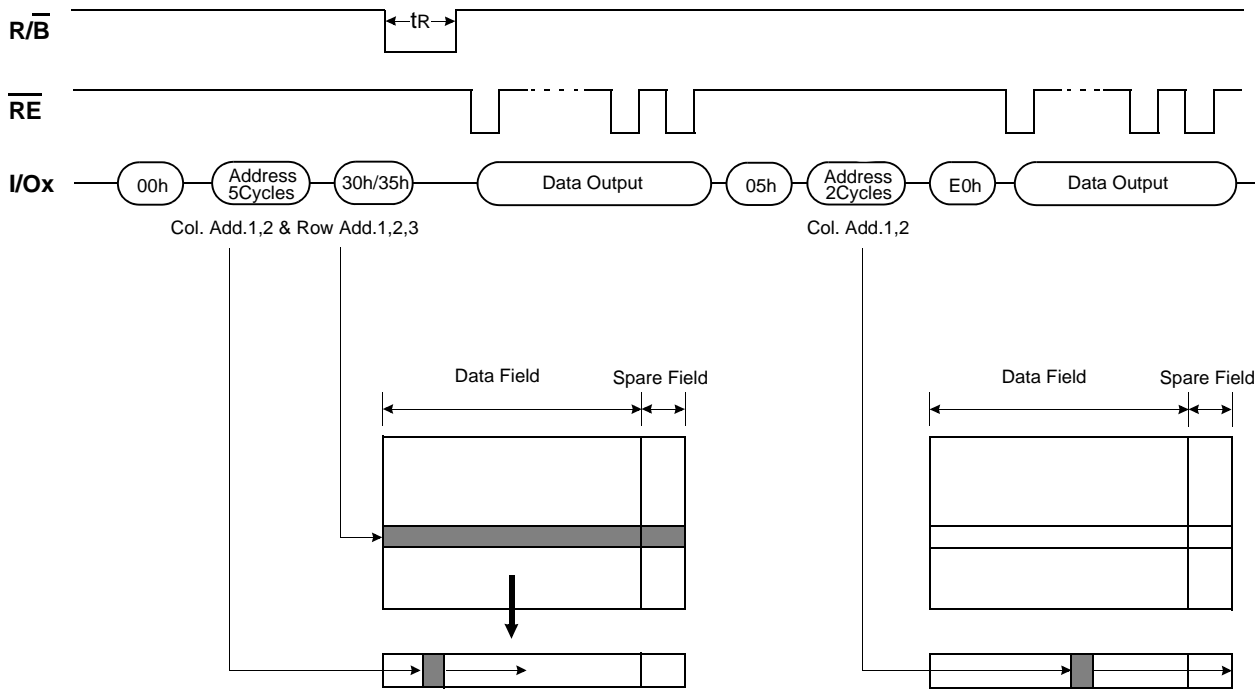 R/B̅
tR
R̅E̅
I/Ox
00h
Address
5Cycles
30h/35h
Data Output
05h
Address
2Cycles
E0h
Data Output
Col. Add.1,2 & Row Add.1,2,3
Col. Add.1,2
Data Field
Spare Field
Data Field
Spare Field